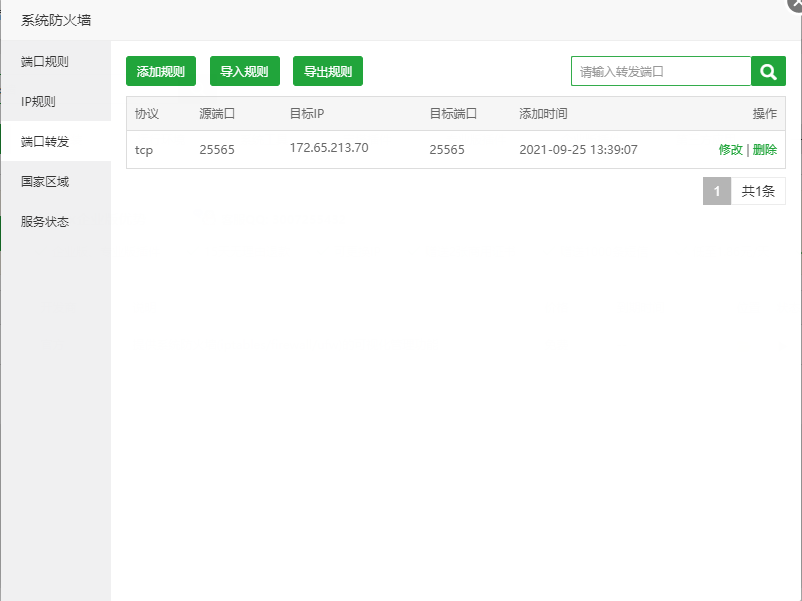 系统防火墙
端口规则
IP规则
端口转发
国家区域
服务状态
添加规则 导入规则 导出规则 请输入转发端口
协议 源端口 目标IP 目标端口 添加时间 操作
tcp 25565 172.65.213.70 25565 2021-09-25 13:39:07 修改 | 删除
1 共1条